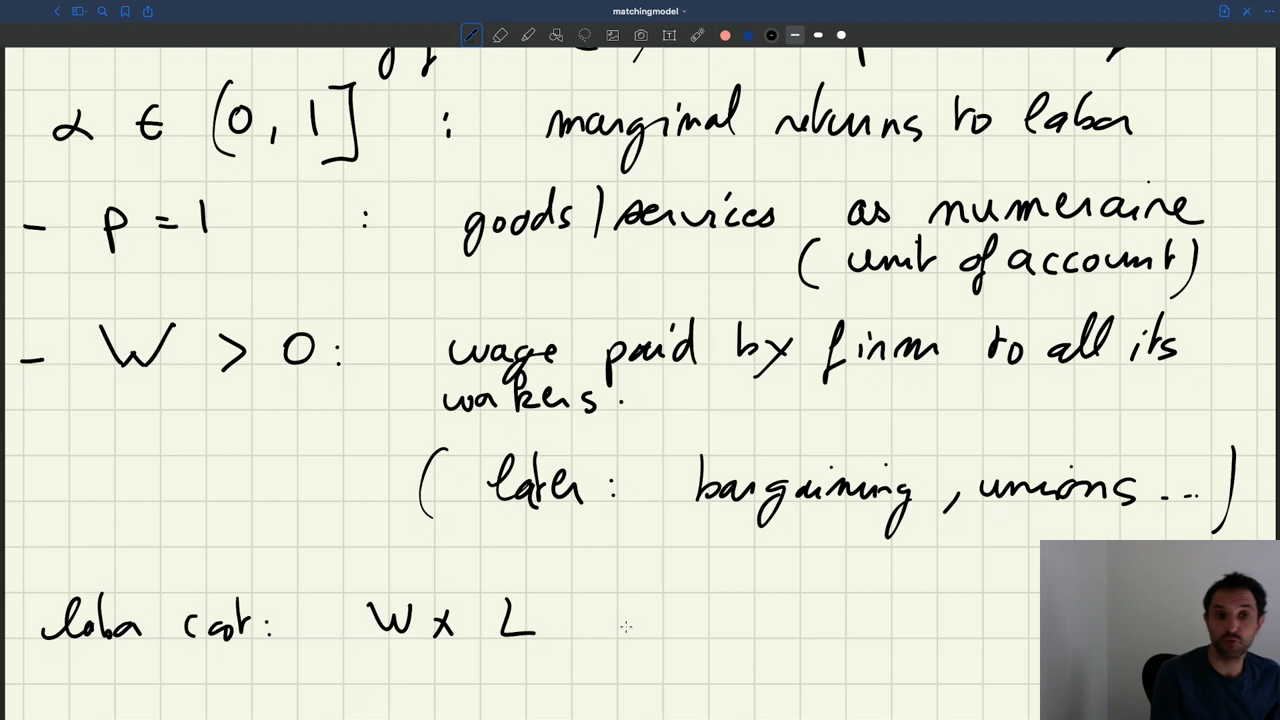 matchingmodel
α ∈ (0, 1] : marginal returns to labor
- p = 1 : goods/services as numeraire
(unit of account)
- W > 0: wage paid by firm to all its
workers.
(later: bargaining, unions...)
labor cost: W x L